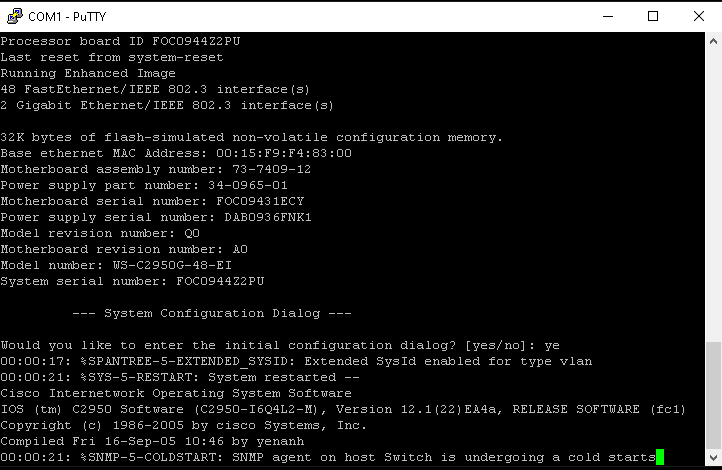 COM1 - PuTTY
Processor board ID FOC0944Z2PU
Last reset from system-reset
Running Enhanced Image
48 FastEthernet/IEEE 802.3 interface(s)
2 Gigabit Ethernet/IEEE 802.3 interface(s)
32K bytes of flash-simulated non-volatile configuration memory.
Base ethernet MAC Address: 00:15:F9:F4:83:00
Motherboard assembly number: 73-7409-12
Power supply part number: 34-0965-01
Motherboard serial number: FOC09431ECY
Power supply serial number: DAB0936FNK1
Model revision number: Q0
Motherboard revision number: A0
Model number: WS-C2950G-48-EI
System serial number: FOC0944Z2PU
--- System Configuration Dialog ---
Would you like to enter the initial configuration dialog? [yes/no]: ye
00:00:17: %SPANTREE-5-EXTENDED_SYSID: Extended SysId enabled for type vlan
00:00:21: %SYS-5-RESTART: System restarted --
Cisco Internetwork Operating System Software
IOS (tm) C2950 Software (C2950-I6Q4L2-M), Version 12.1(22)EA4a, RELEASE SOFTWARE (fc1)
Copyright (c) 1986-2005 by cisco Systems, Inc.
Compiled Fri 16-Sep-05 10:46 by yenanh
00:00:21: %SNMP-5-COLDSTART: SNMP agent on host Switch is undergoing a cold starts